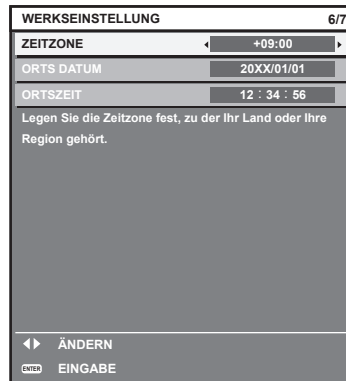 WERKSEINSTELLUNG 6/7
ZEITZONE +09:00
ORTS DATUM 20XX/01/01
ORTSZEIT 12 : 34 : 56
Legen Sie die Zeitzone fest, zu der Ihr Land oder Ihre
Region gehört.
ÄNDERN
ENTER EINGABE